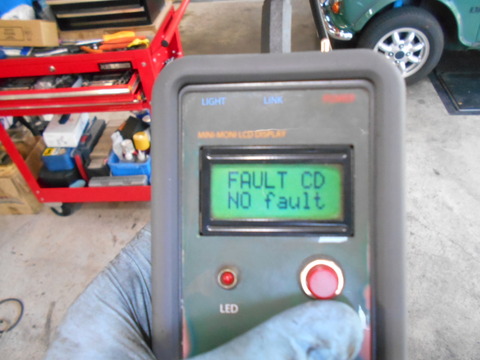 LIGHT LINK POWER
MINI-MONI LCD DISPLAY
FAULT CD
NO fault
LED